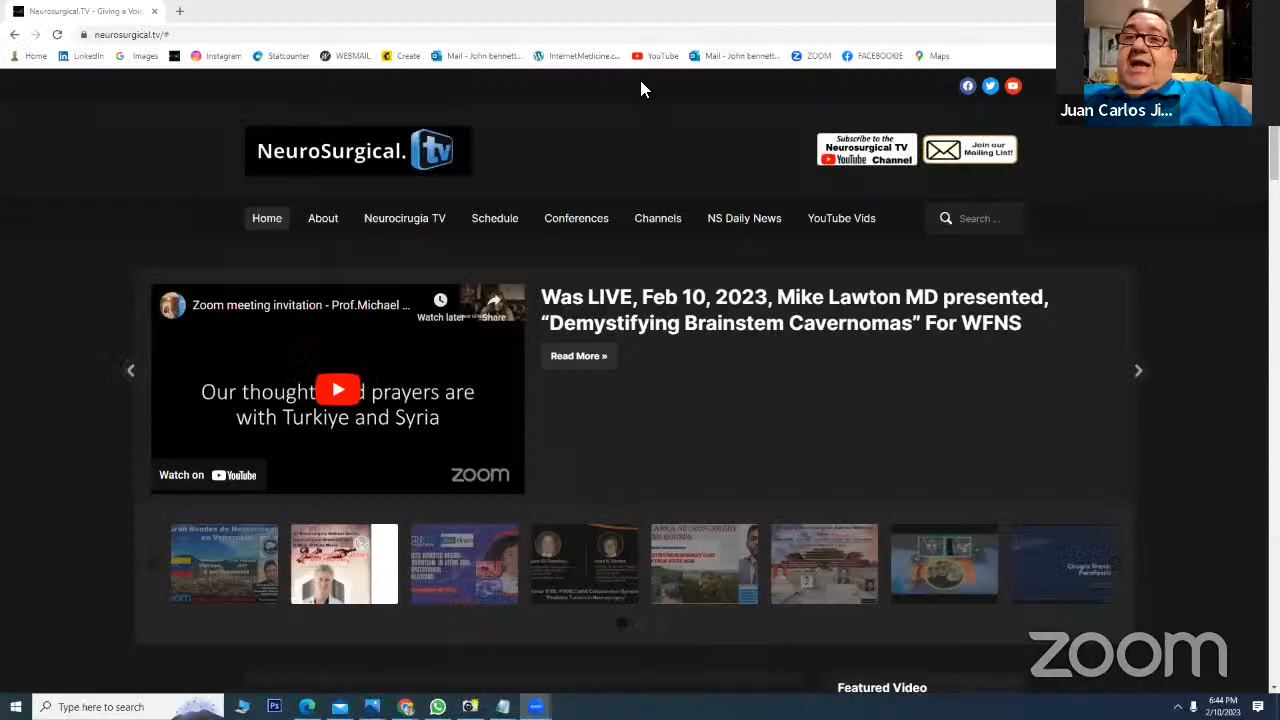 Neurosurgical.TV - Giving a Voic
neurosurgical.tv/#
Home LinkedIn Images Instagram Statcounter WEBMAIL Create Mail - John bennett... InternetMedicine.c... YouTube Mail - John bennett... ZOOM FACEBOOKIE Maps
Juan Carlos Ji...
NeuroSurgical. tv
Subscribe to the
Neurosurgical TV
YouTube Channel
Join our
Mailing List!
Home About Neurocirugia TV Schedule Conferences Channels NS Daily News YouTube Vids Search ...
Zoom meeting invitation - Prof.Michael ...
Watch later
Share
Our thought d prayers are
with Turkiye and Syria
Watch on YouTube
zoom
Was LIVE, Feb 10, 2023, Mike Lawton MD presented,
“Demystifying Brainstem Cavernomas” For WFNS
Read More »
Featured Video
zoom
Type here to search
6:44 PM
2/10/2023